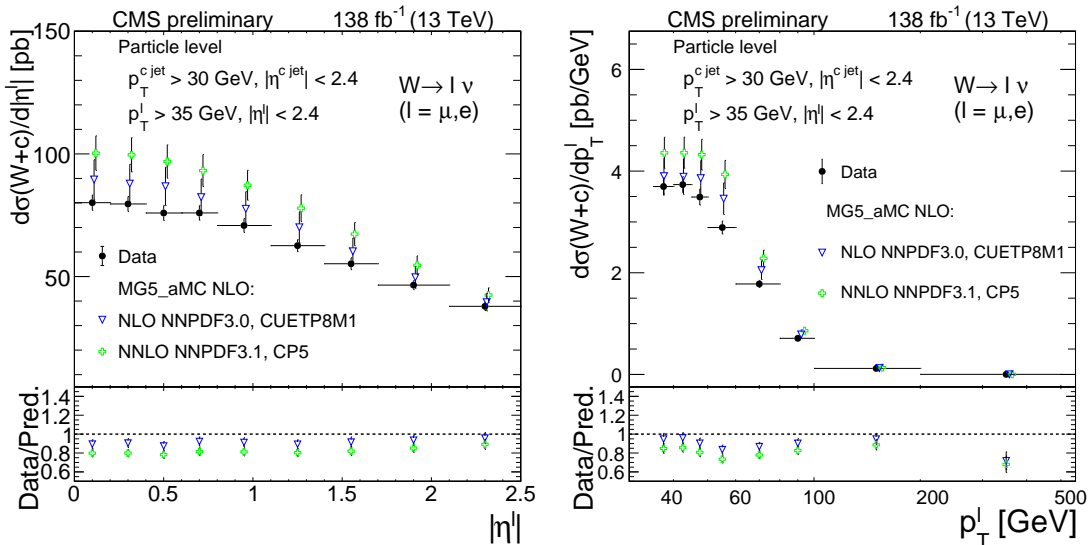 CMS preliminary 138 fb⁻¹ (13 TeV)
dσ(W+c)/d|η^l| [pb]
150
100
50
Particle level
p_T^{c jet} > 30 GeV, |η^{c jet}| < 2.4
p_T^l > 35 GeV, |η^l| < 2.4
W → l ν
(l = μ,e)
Data
MG5_aMC NLO:
NLO NNPDF3.0, CUETP8M1
NNLO NNPDF3.1, CP5
Data/Pred.
1.4
1.2
1
0.8
0.6
0 0.5 1 1.5 2 2.5
|η^l|
CMS preliminary 138 fb⁻¹ (13 TeV)
dσ(W+c)/dp_T^l [pb/GeV]
6
4
2
0
Particle level
p_T^{c jet} > 30 GeV, |η^{c jet}| < 2.4
p_T^l > 35 GeV, |η^l| < 2.4
W → l ν
(l = μ,e)
Data
MG5_aMC NLO:
NLO NNPDF3.0, CUETP8M1
NNLO NNPDF3.1, CP5
Data/Pred.
1.4
1.2
1
0.8
0.6
40 60 100 200 500
p_T^l [GeV]